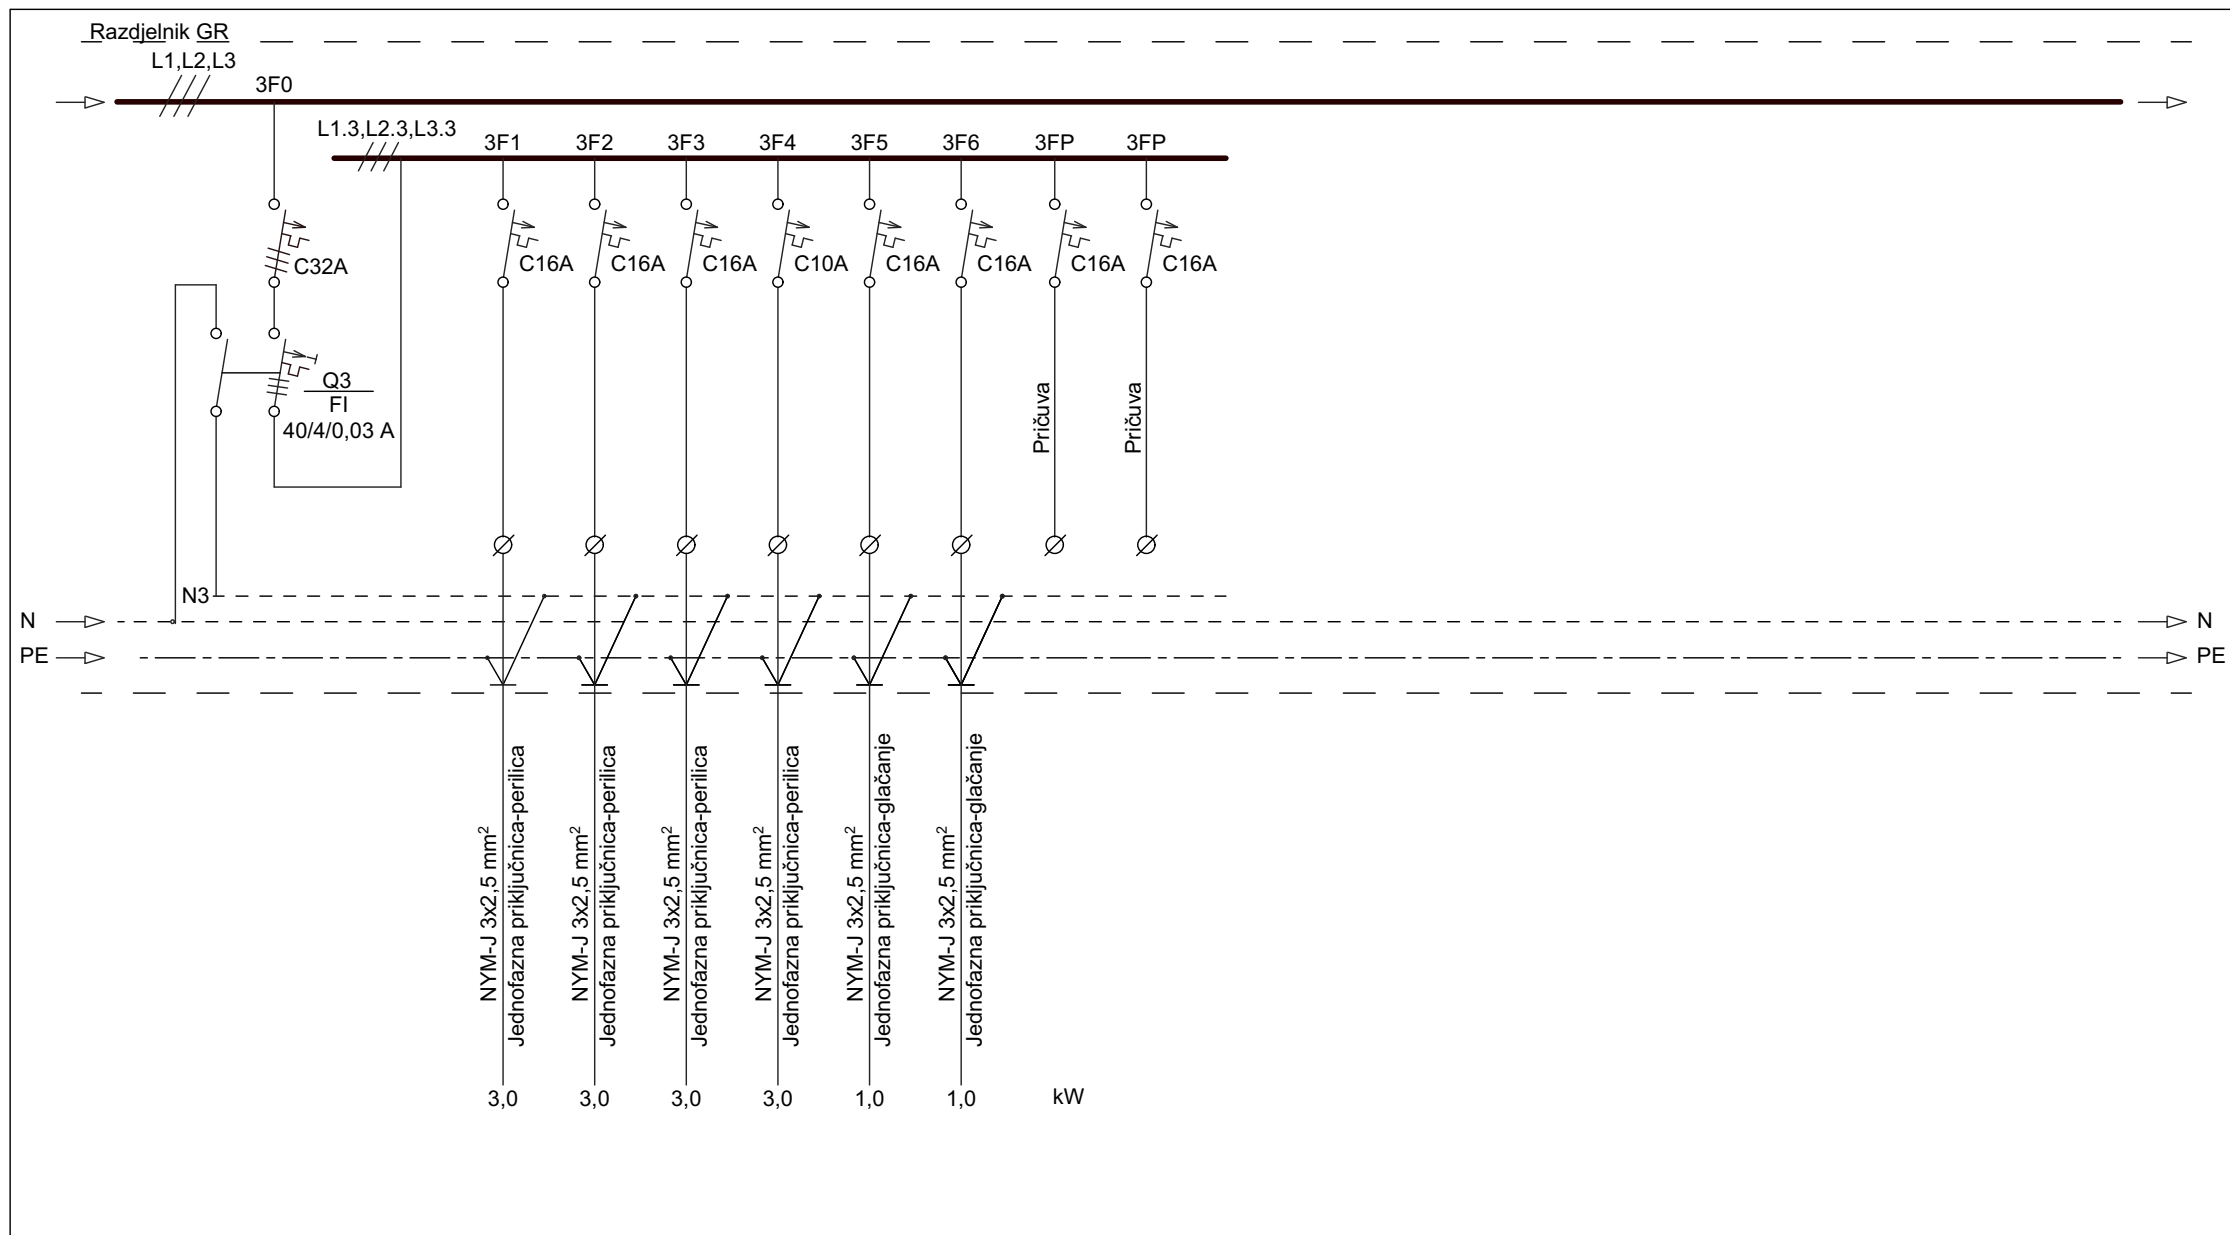 Razdjelnik GR
L1,L2,L3
3F0
L1.3,L2.3,L3.3
3F1
3F2
3F3
3F4
3F5
3F6
3FP
3FP
C32A
C16A
C16A
C16A
C10A
C16A
C16A
C16A
C16A
Q3
FI
40/4/0,03 A
Pričuva
Pričuva
N3
N
N
PE
PE
NYM-J 3x2,5 mm²
Jednofazna priključnica-perilica
NYM-J 3x2,5 mm²
Jednofazna priključnica-perilica
NYM-J 3x2,5 mm²
Jednofazna priključnica-perilica
NYM-J 3x2,5 mm²
Jednofazna priključnica-perilica
NYM-J 3x2,5 mm²
Jednofazna priključnica-glačanje
NYM-J 3x2,5 mm²
Jednofazna priključnica-glačanje
3,0
3,0
3,0
3,0
1,0
1,0
kW